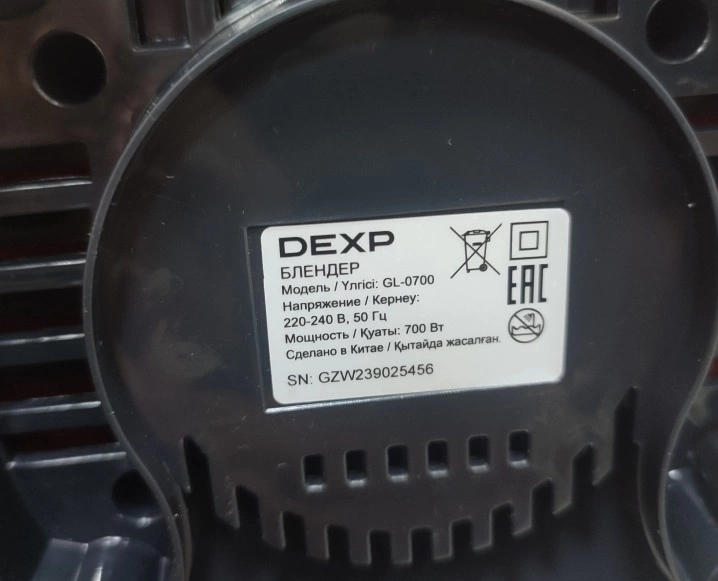 DEXP
БЛЕНДЕР
Модель / Үлгісі: GL-0700
Напряжение / Кернеу:
220-240 В, 50 Гц
Мощность / Қуаты: 700 Вт
Сделано в Китае / Қытайда жасалған.
SN: GZW239025456
EAC